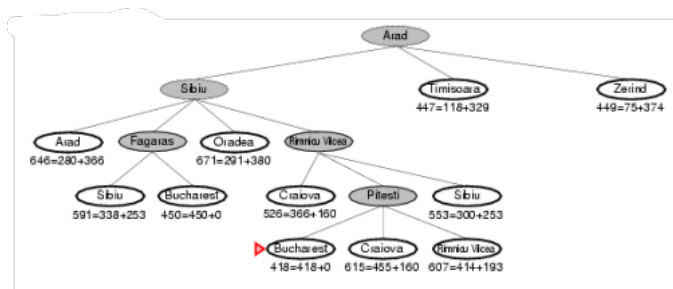 Arad
Sibiu
Timisoara
Zerind
447=118+329
449=75+374
Arad
Fagaras
Oradea
Rimnicu Vilcea
646=280+366
671=291+380
Sibiu
Bucharest
Craiova
Pitesti
Sibiu
591=338+253
450=450+0
526=366+160
553=300+253
Bucharest
Craiova
Rimnicu Vilcea
418=418+0
615=455+160
607=414+193